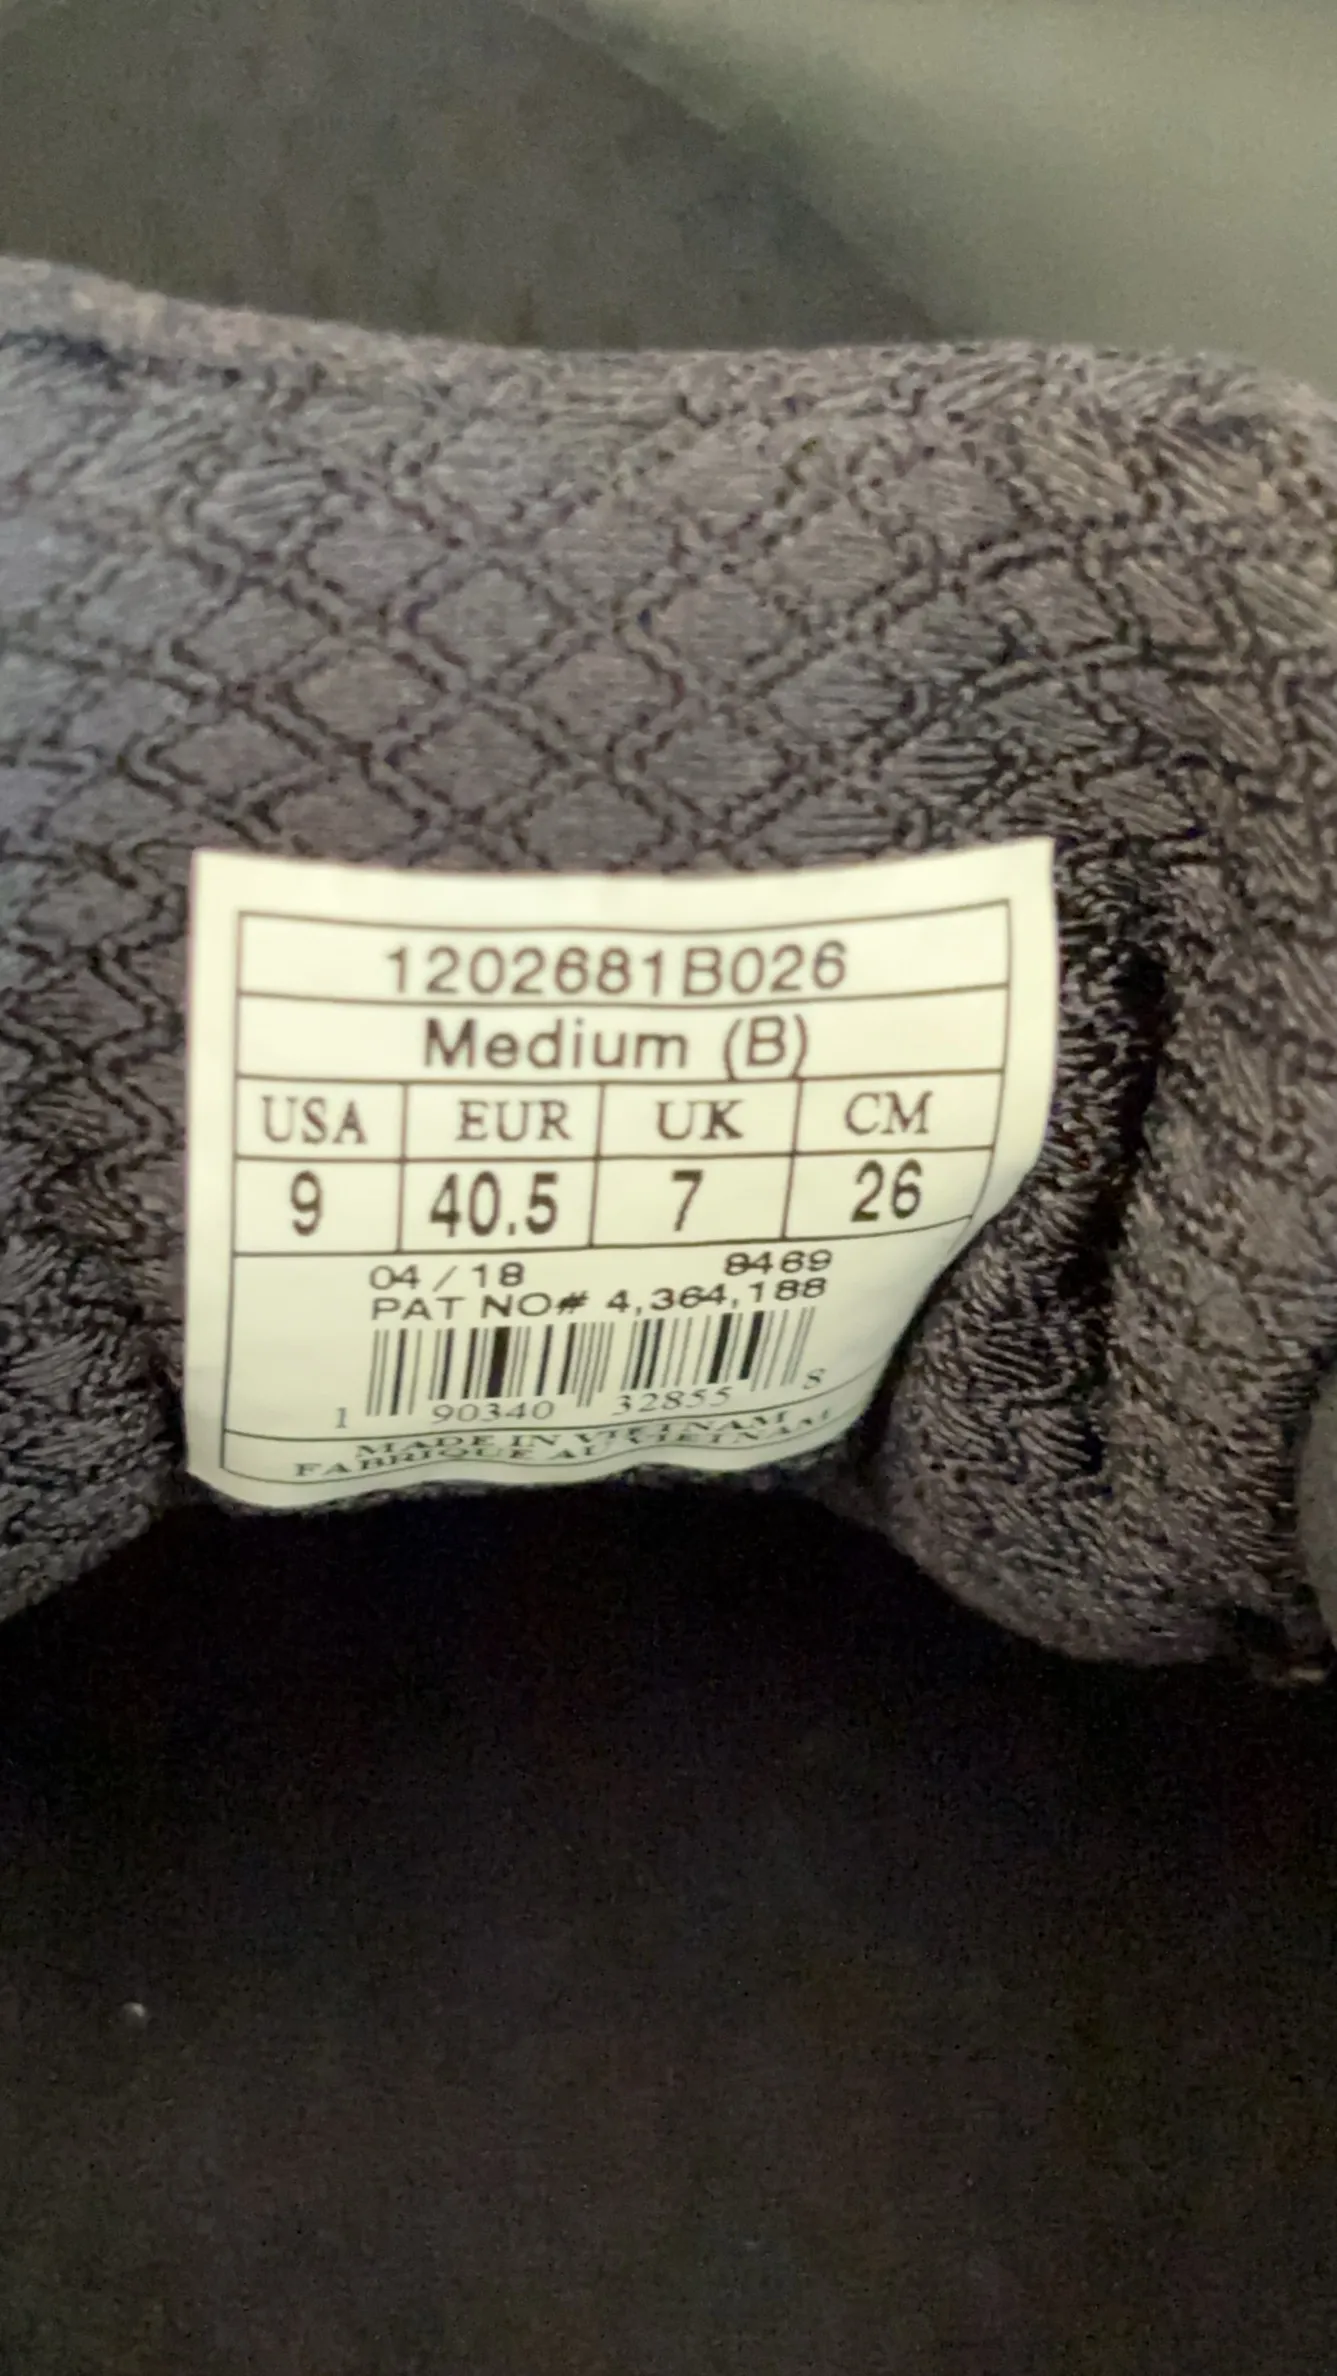 1202681B026
Medium (B)
USA EUR UK CM
9 40.5 7 26
04/18 8469
PAT NO# 4,364,188
1 90340 32855 8
MADE IN VIETNAM
FABRIQUE AU VIETNAM